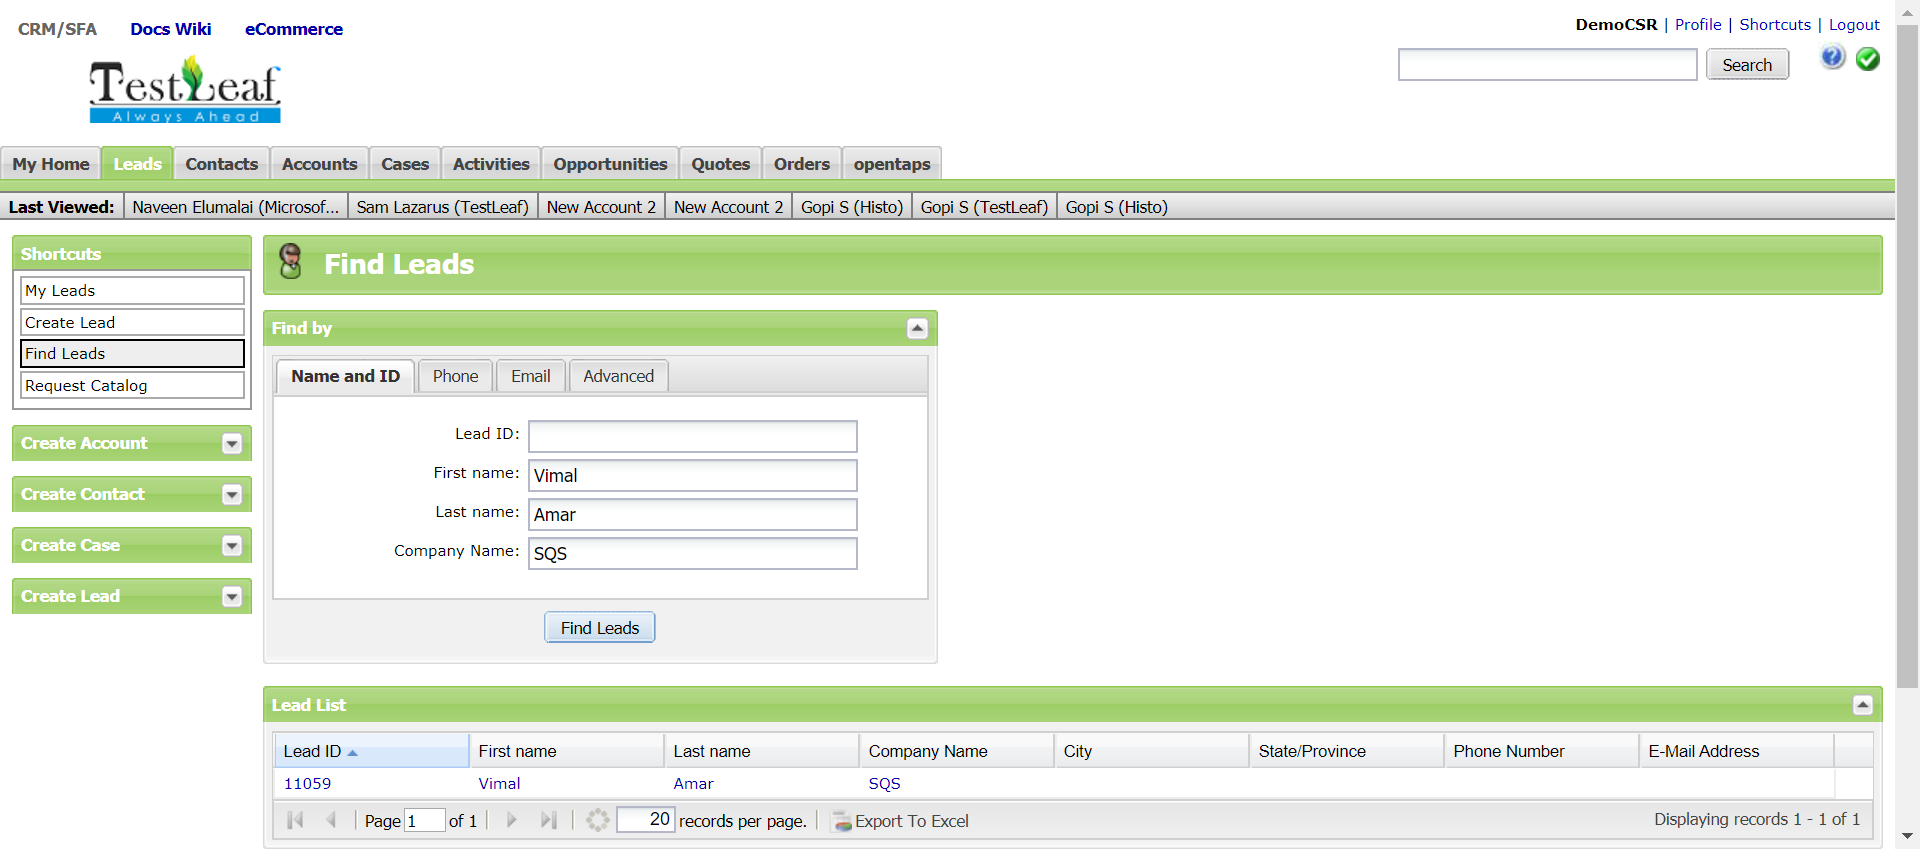 CRM/SFA Docs Wiki eCommerce
DemoCSR | Profile | Shortcuts | Logout
Search
TestLeaf
Always Ahead
My Home Leads Contacts Accounts Cases Activities Opportunities Quotes Orders opentaps
Last Viewed: Naveen Elumalai (Microsof... Sam Lazarus (TestLeaf) New Account 2 New Account 2 Gopi S (Histo) Gopi S (TestLeaf) Gopi S (Histo)
Shortcuts
My Leads
Create Lead
Find Leads
Request Catalog
Create Account
Create Contact
Create Case
Create Lead
Find Leads
Find by
Name and ID Phone Email Advanced
Lead ID:
First name: Vimal
Last name: Amar
Company Name: SQS
Find Leads
Lead List
Lead ID First name Last name Company Name City State/Province Phone Number E-Mail Address
11059 Vimal Amar SQS
Page 1 of 1 20 records per page. Export To Excel Displaying records 1 - 1 of 1